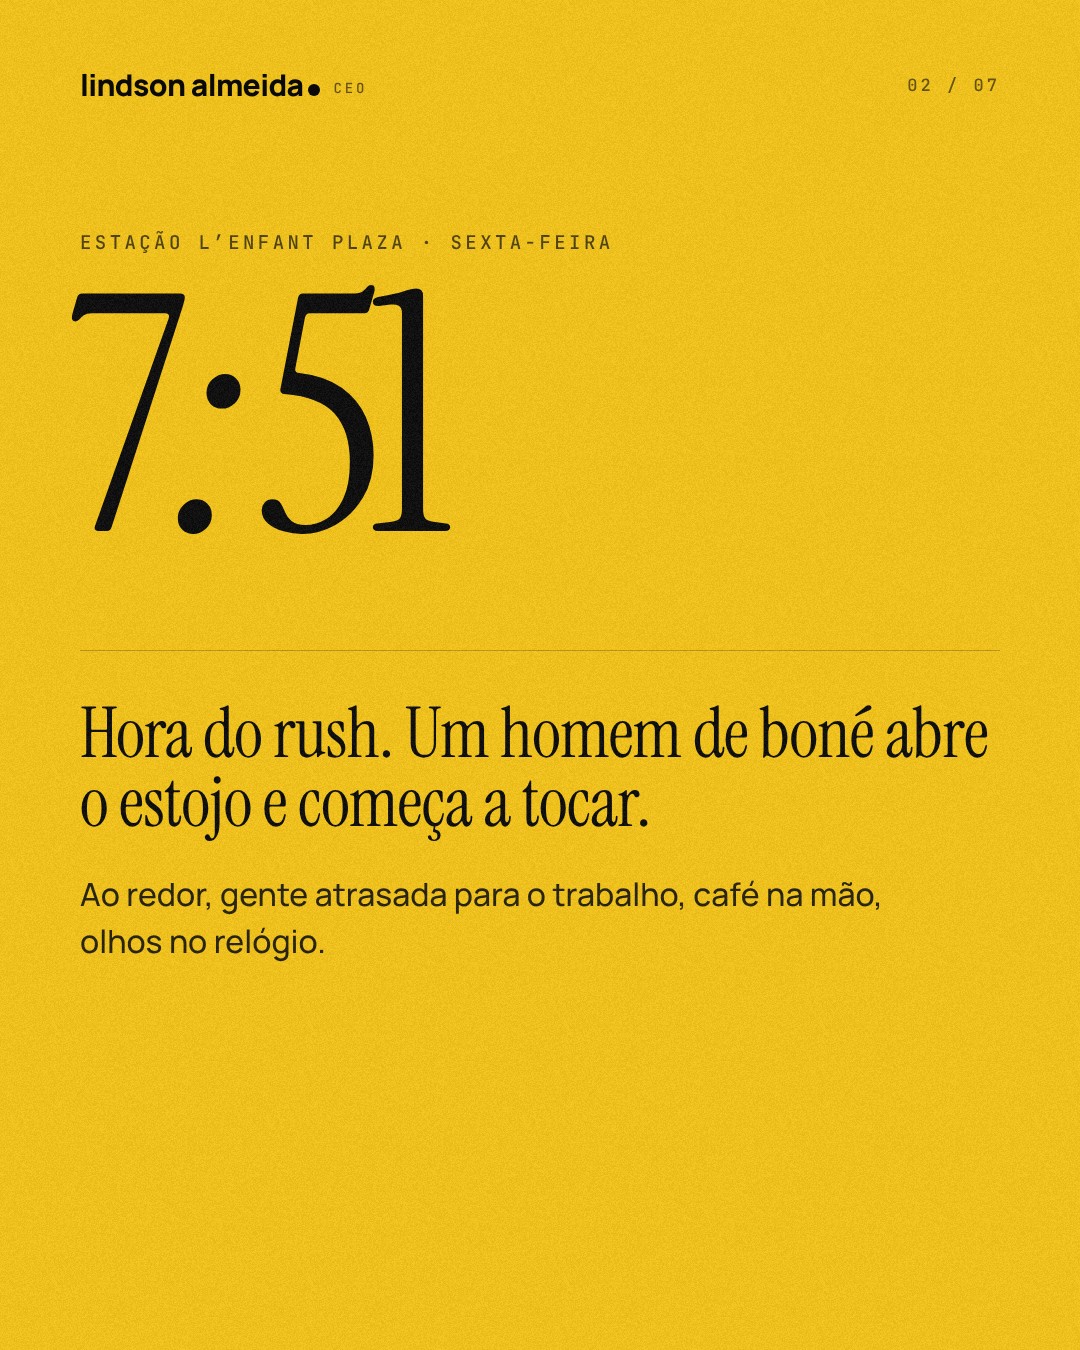 lindson almeida. CEO
02 / 07
ESTAÇÃO L’ENFANT PLAZA · SEXTA-FEIRA
7:51
Hora do rush. Um homem de boné abre
o estojo e começa a tocar.
Ao redor, gente atrasada para o trabalho, café na mão,
olhos no relógio.